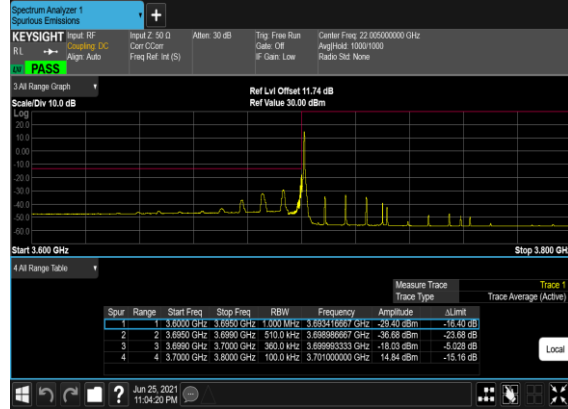 Spectrum Analyzer 1
Spurious Emissions
KEYSIGHT Input: RF Input Z: 50 Ω Atten: 30 dB Trig: Free Run Center Freq: 22.005000000 GHz
RL Coupling: DC Corr CCorr Gate: Off Avg|Hold: 1000/1000
Align: Auto Freq Ref: Int (S) IF Gain: Low Radio Std: None
PASS
3 All Range Graph Ref Lvl Offset 11.74 dB
Scale/Div 10.0 dB Ref Value 30.00 dBm
Log
20.0
10.0
0.00
-10.0
-20.0
-30.0
-40.0
-50.0
-60.0
Start 3.600 GHz Stop 3.800 GHz
4 All Range Table
Measure Trace Trace 1
Trace Type Trace Average (Active)
Spur Range Start Freq Stop Freq RBW Frequency Amplitude ΔLimit
1 1 3.6000 GHz 3.6950 GHz 1.000 MHz 3.693416667 GHz -29.40 dBm -16.40 dB
2 2 3.6950 GHz 3.6990 GHz 510.0 kHz 3.698986667 GHz -36.68 dBm -23.68 dB
3 3 3.6990 GHz 3.7000 GHz 360.0 kHz 3.699993333 GHz -18.03 dBm -5.028 dB
4 4 3.7000 GHz 3.8000 GHz 100.0 kHz 3.701000000 GHz 14.84 dBm -15.16 dB
Local
Jun 25, 2021
11:04:20 PM